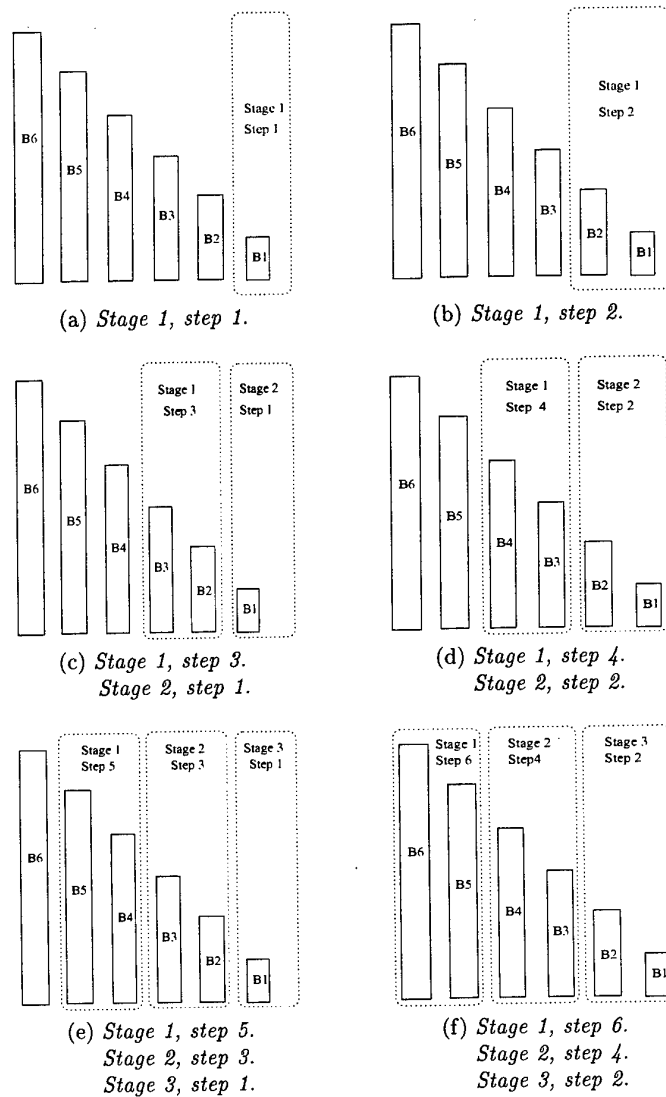 Stage 1
Step 1
B6
B5
B4
B3
B2
B1
(a) Stage 1, step 1.
Stage 1
Step 2
B6
B5
B4
B3
B2
B1
(b) Stage 1, step 2.
Stage 1
Step 3
Stage 2
Step 1
B6
B5
B4
B3
B2
B1
(c) Stage 1, step 3.
Stage 2, step 1.
Stage 1
Step 4
Stage 2
Step 2
B6
B5
B4
B3
B2
B1
(d) Stage 1, step 4.
Stage 2, step 2.
Stage 1
Step 5
Stage 2
Step 3
Stage 3
Step 1
B6
B5
B4
B3
B2
B1
(e) Stage 1, step 5.
Stage 2, step 3.
Stage 3, step 1.
Stage 1
Step 6
Stage 2
Step4
Stage 3
Step 2
B6
B5
B4
B3
B2
B1
(f) Stage 1, step 6.
Stage 2, step 4.
Stage 3, step 2.